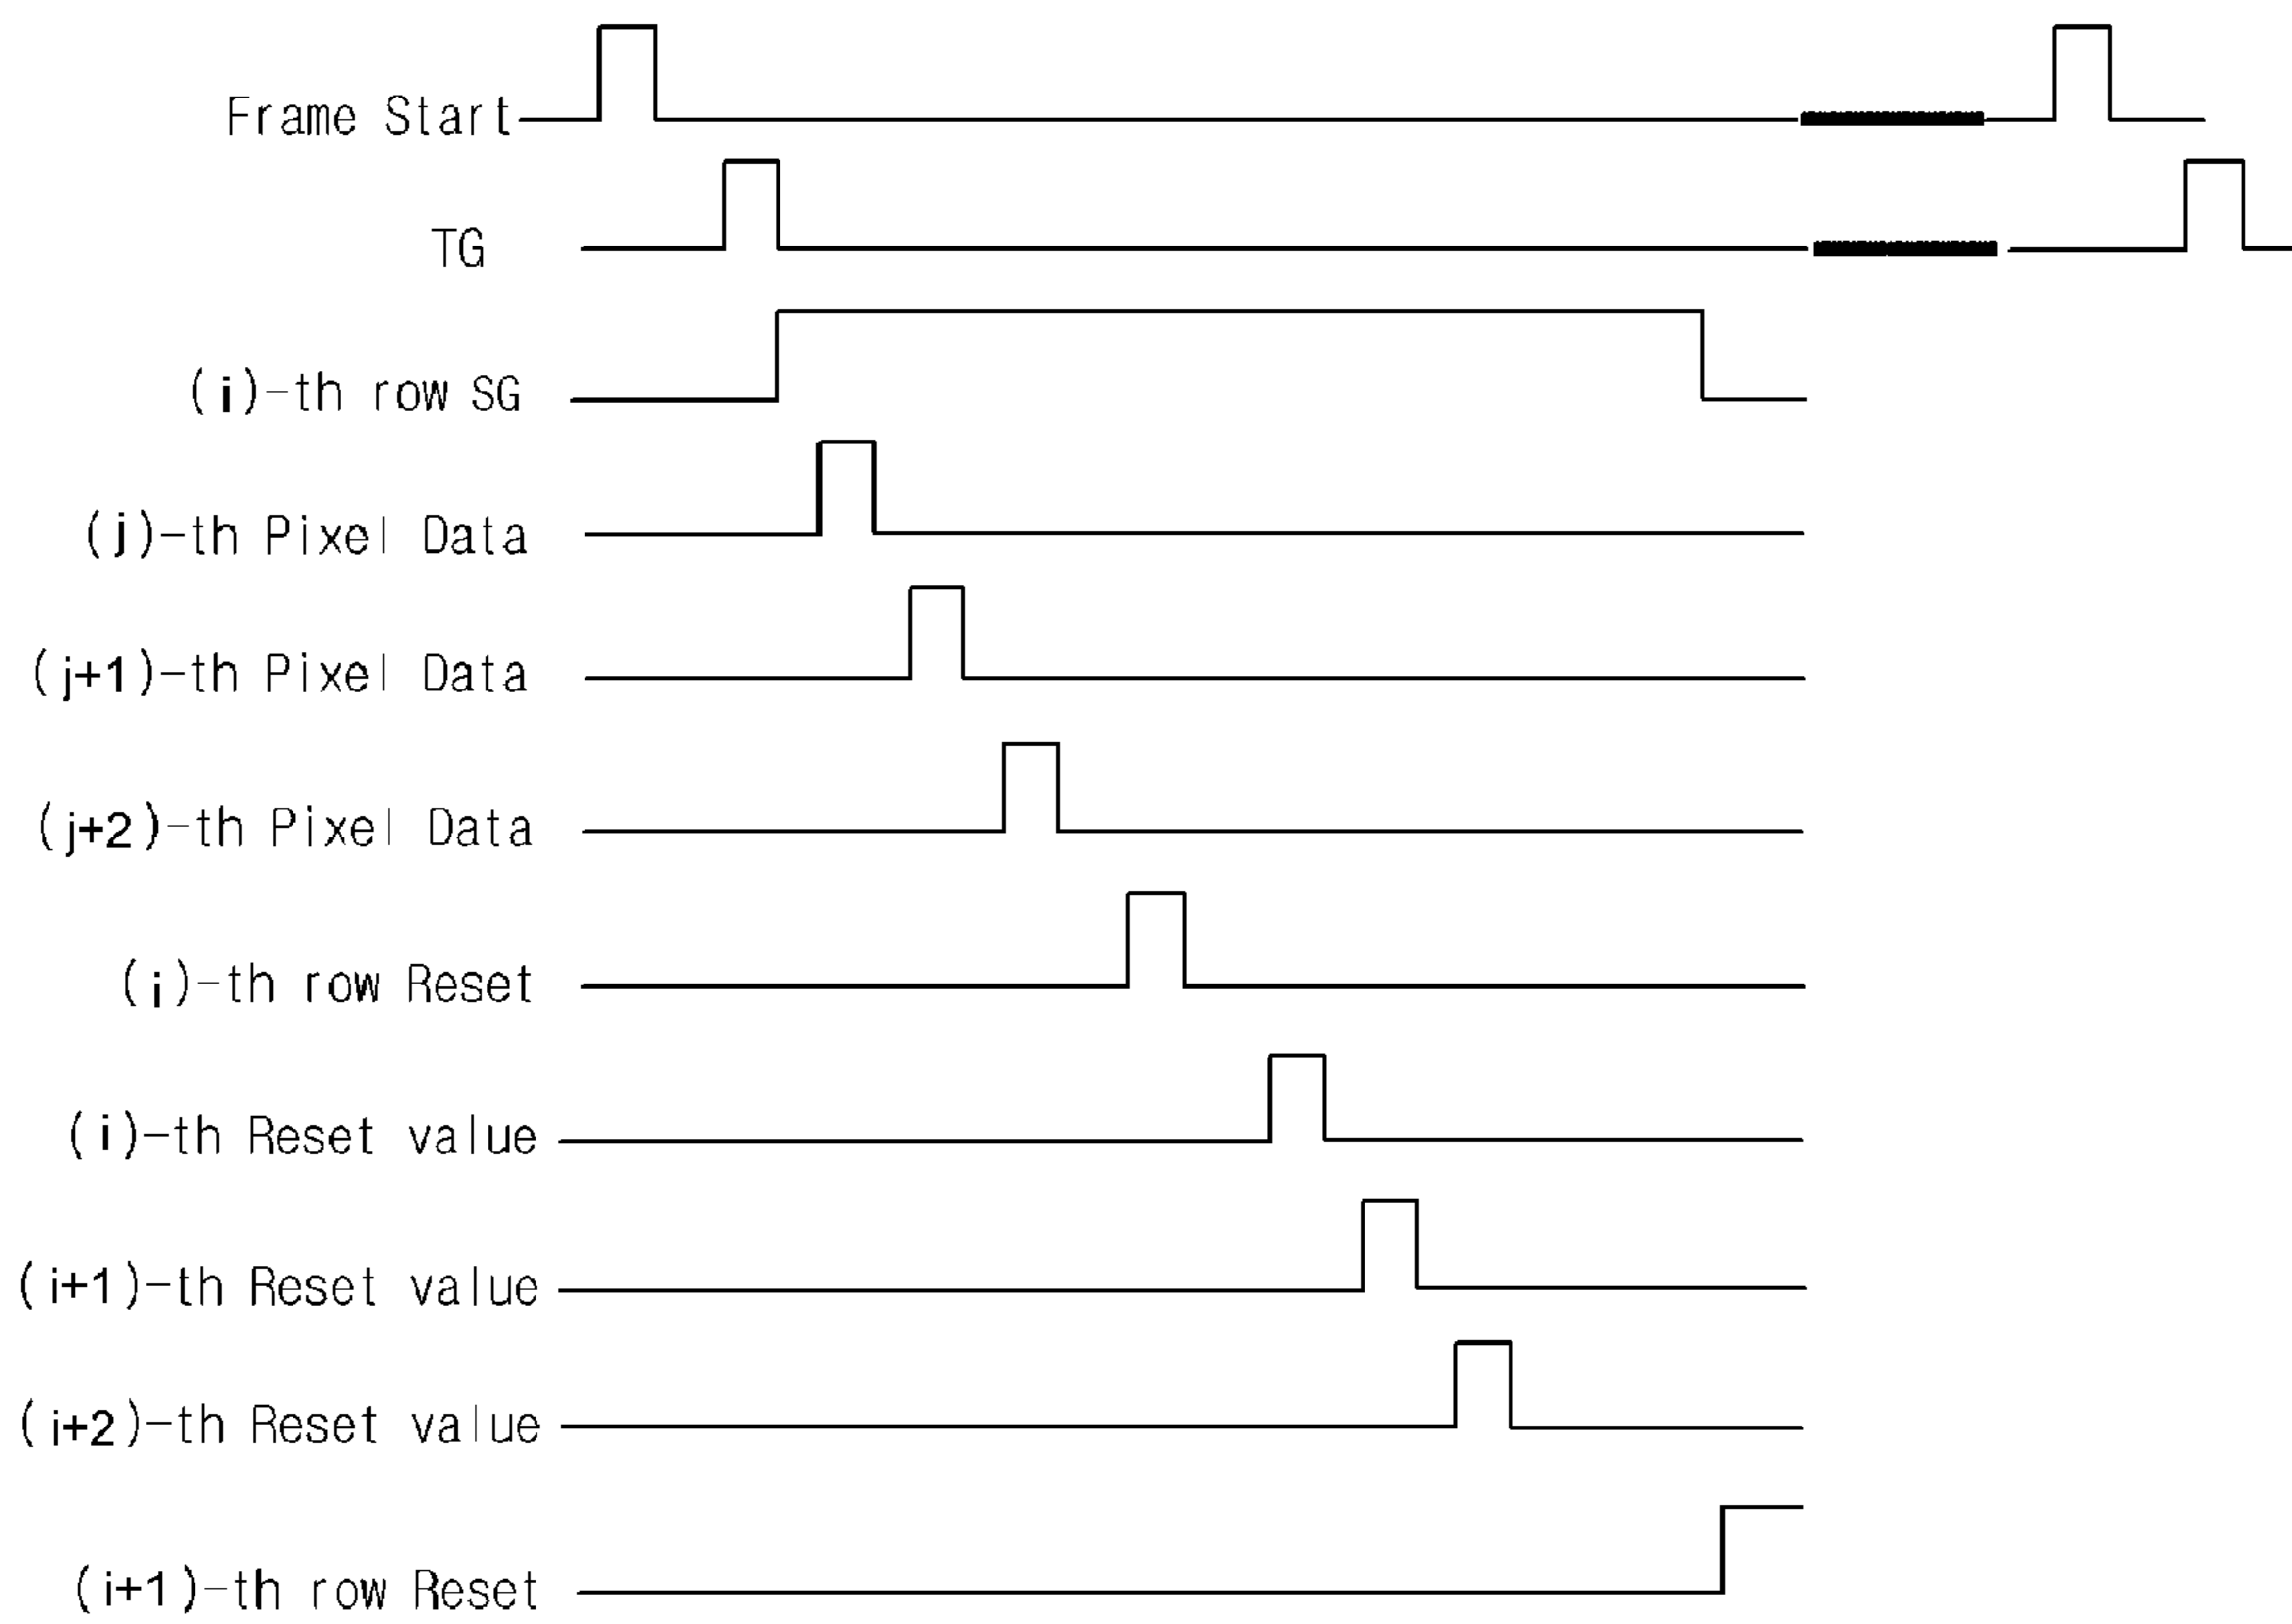 Frame Start
TG
(i)-th row SG
(j)-th Pixel Data
(j+1)-th Pixel Data
(j+2)-th Pixel Data
(i)-th row Reset
(i)-th Reset value
(i+1)-th Reset value
(i+2)-th Reset value
(i+1)-th row Reset